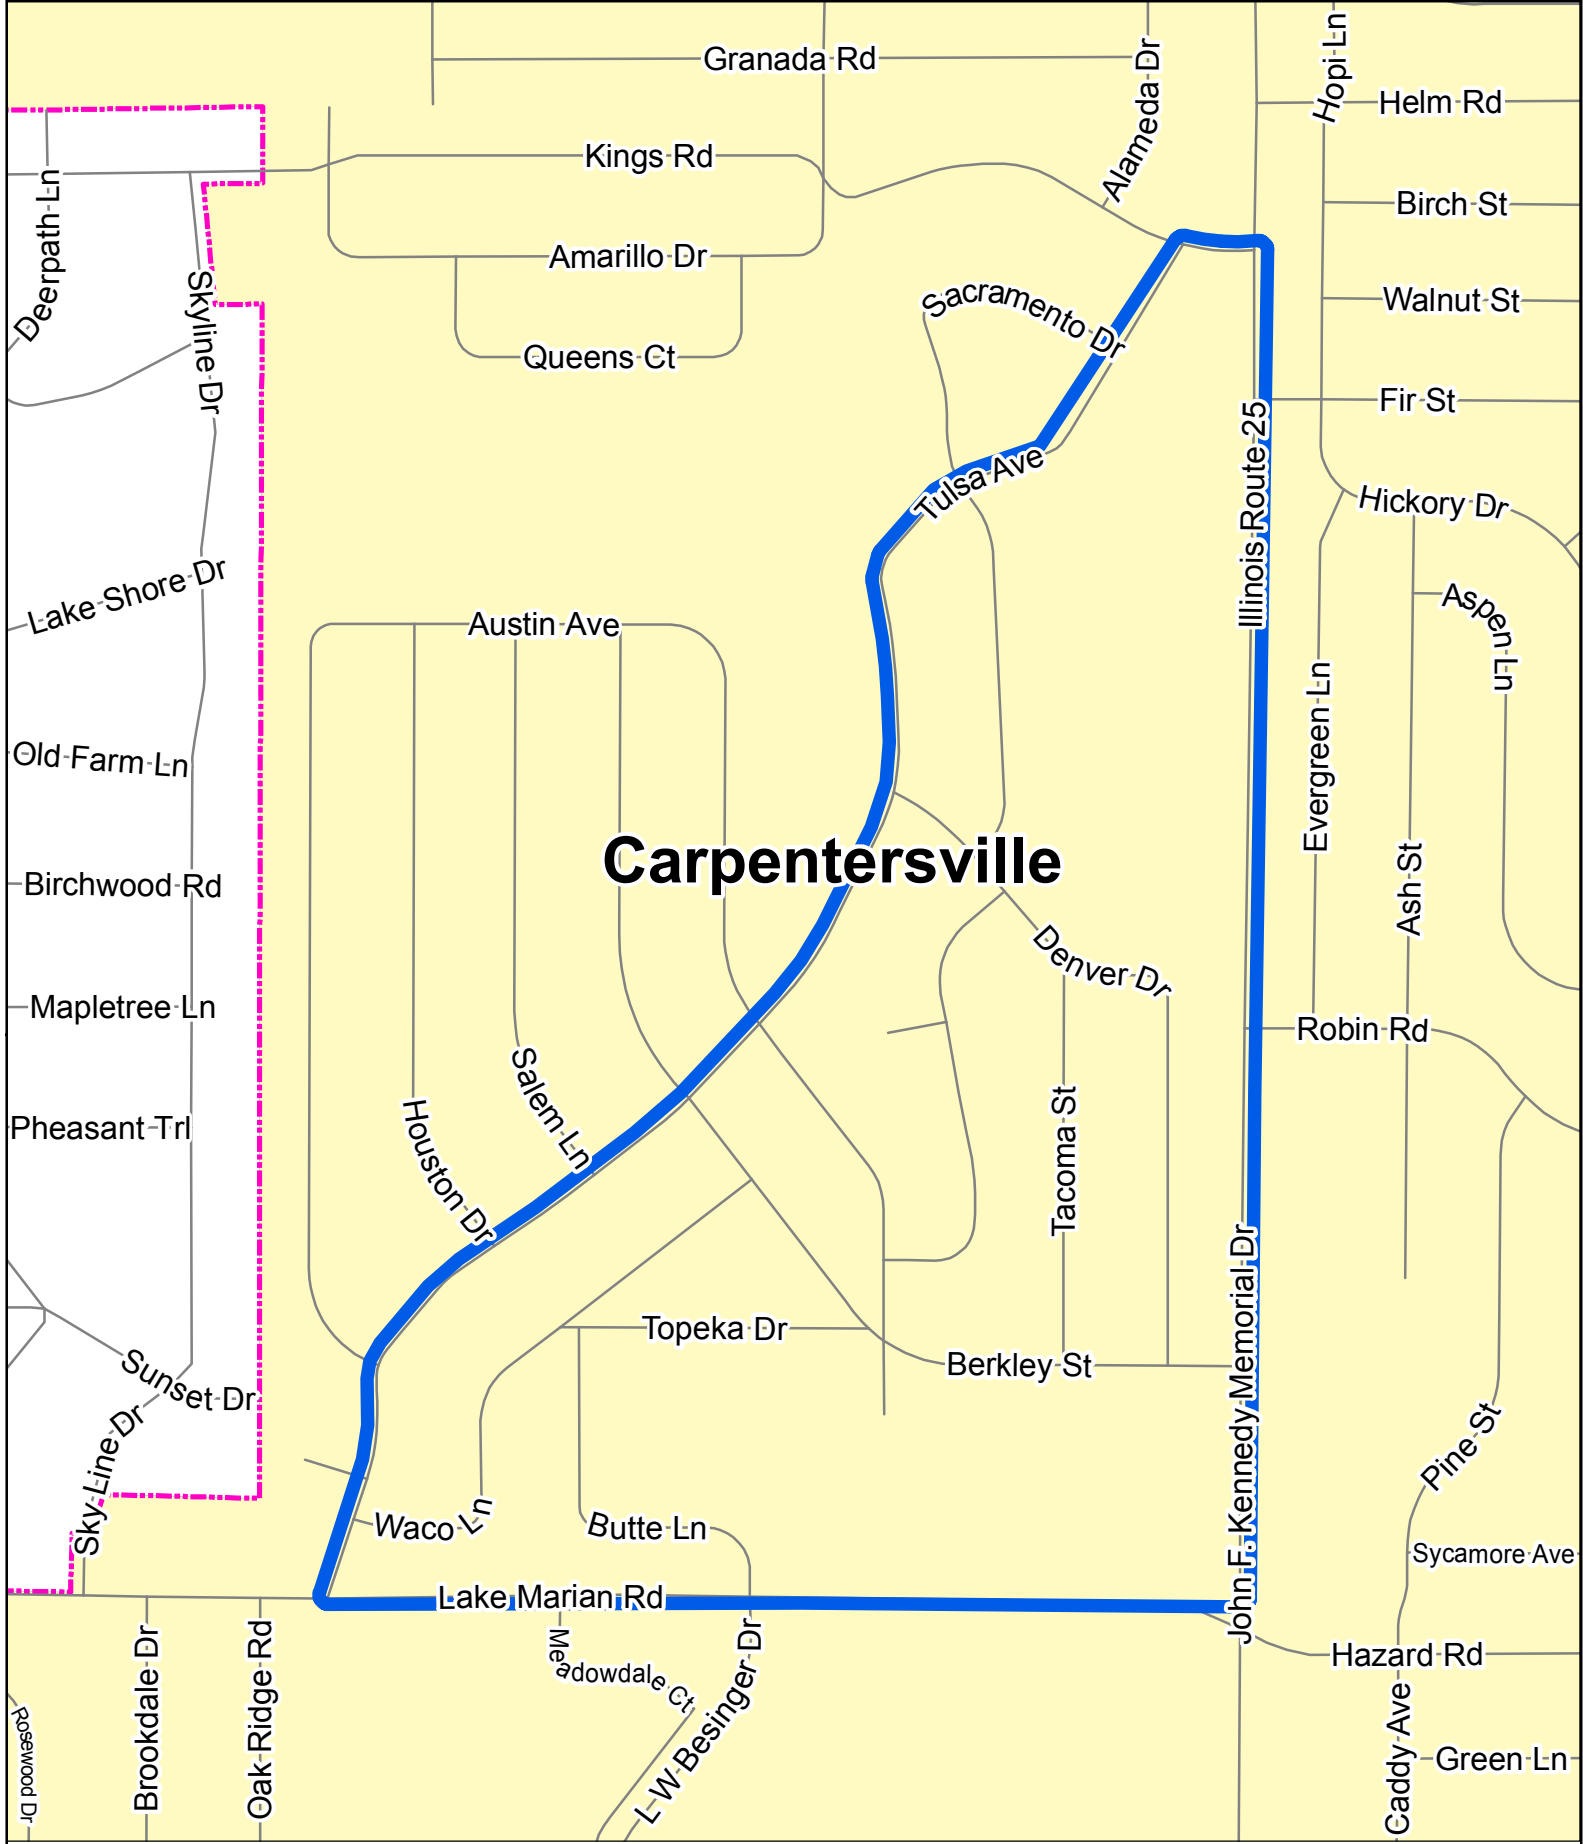 Granada Rd
Alameda Dr
Hopi Ln
Helm Rd
Kings Rd
Deerpath Ln
Birch St
Amarillo Dr
Skyline Dr
Sacramento Dr
Walnut St
Queens Ct
Fir St
Illinois Route 25
Tulsa Ave
Hickory Dr
Lake Shore Dr
Austin Ave
Aspen Ln
Evergreen Ln
Old Farm Ln
Carpentersville
Ash St
Birchwood Rd
Denver Dr
Mapletree Ln
Robin Rd
Salem Ln
Tacoma St
Pheasant Trl
Houston Dr
Topeka Dr
John F. Kennedy Memorial Dr
Berkley St
Sunset Dr
Sky Line Dr
Pine St
Waco Ln
Butte Ln
Sycamore Ave
Lake Marian Rd
Meadowdale Ct
L W Besinger Dr
Hazard Rd
Brookdale Dr
Oak Ridge Rd
Rosewood Dr
Caddy Ave
Green Ln